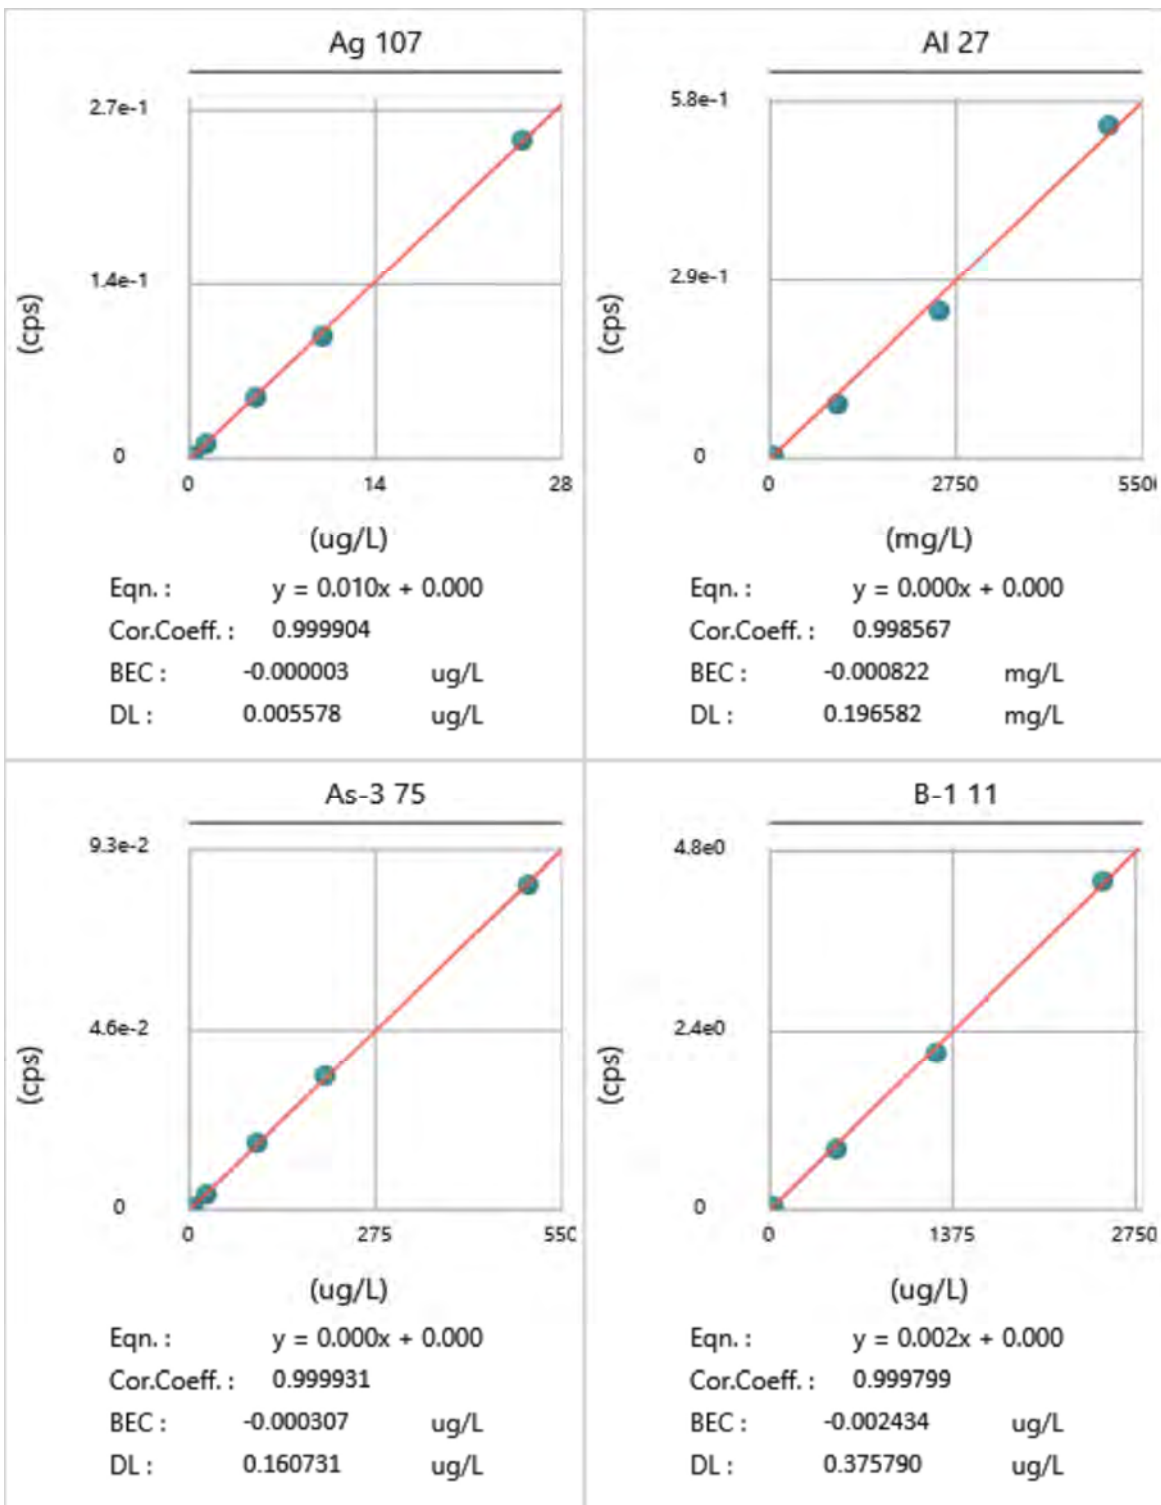 Ag 107
2.7e-1
1.4e-1
0
(cps)
0 14 28
(ug/L)
Eqn. : y = 0.010x + 0.000
Cor.Coeff. : 0.999904
BEC : -0.000003 ug/L
DL : 0.005578 ug/L
Al 27
5.8e-1
2.9e-1
0
(cps)
0 2750 550
(mg/L)
Eqn. : y = 0.000x + 0.000
Cor.Coeff. : 0.998567
BEC : -0.000822 mg/L
DL : 0.196582 mg/L
As-3 75
9.3e-2
4.6e-2
0
(cps)
0 275 550
(ug/L)
Eqn. : y = 0.000x + 0.000
Cor.Coeff. : 0.999931
BEC : -0.000307 ug/L
DL : 0.160731 ug/L
B-1 11
4.8e0
2.4e0
0
(cps)
0 1375 2750
(ug/L)
Eqn. : y = 0.002x + 0.000
Cor.Coeff. : 0.999799
BEC : -0.002434 ug/L
DL : 0.375790 ug/L